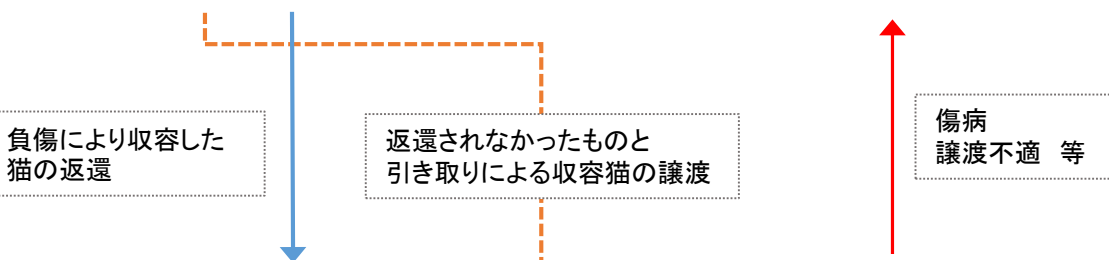 負傷により収容した
猫の返還
返還されなかったものと
引き取りによる収容猫の譲渡
傷病
譲渡不適　等